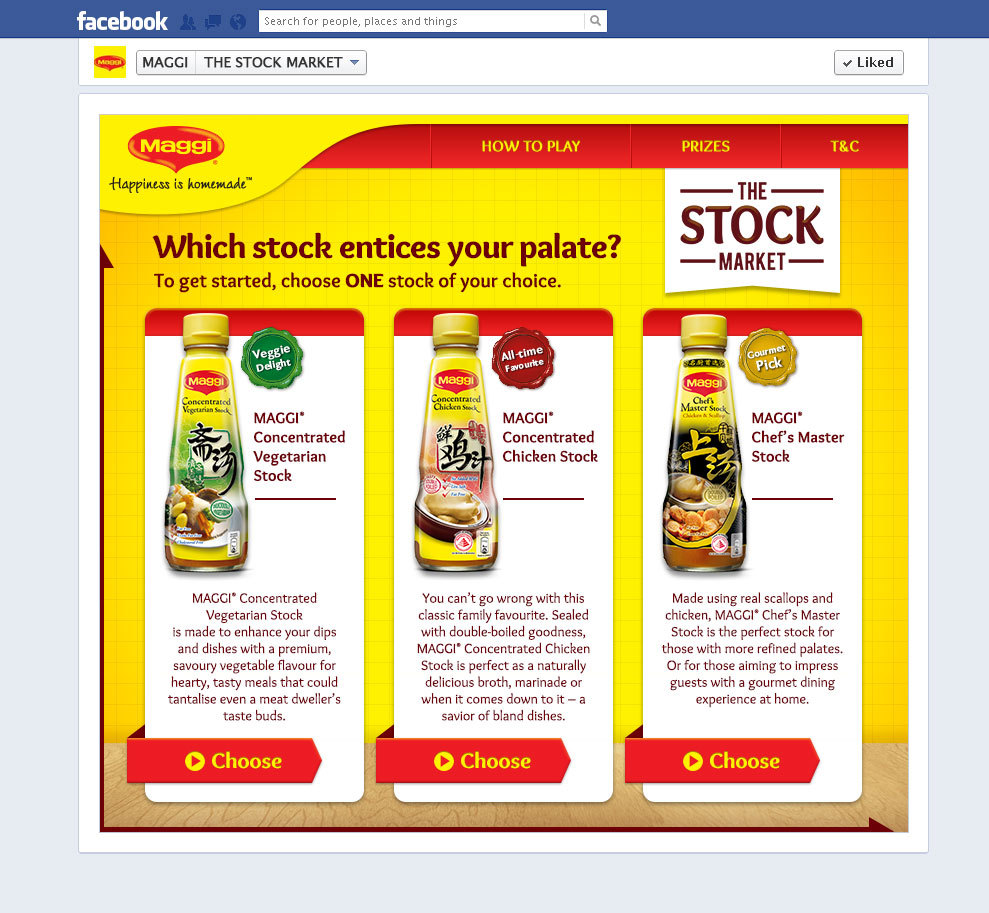 facebook
Search for people, places and things
Maggi
MAGGI
THE STOCK MARKET
Liked
Maggi
Happiness is homemade™
HOW TO PLAY
PRIZES
T&C
THE
STOCK
MARKET
Which stock entices your palate?
To get started, choose ONE stock of your choice.
Veggie
Delight
Maggi
Concentrated
Vegetarian Stock
斋汤
MAGGI®
Concentrated
Vegetarian
Stock
MAGGI® Concentrated
Vegetarian Stock
is made to enhance your dips
and dishes with a premium,
savoury vegetable flavour for
hearty, tasty meals that could
tantalise even a meat dweller's
taste buds.
Choose
All-time
Favourite
Maggi
Concentrated
Chicken Stock
鲜鸡汁
MAGGI®
Concentrated
Chicken Stock
You can't go wrong with this
classic family favourite. Sealed
with double-boiled goodness,
MAGGI® Concentrated Chicken
Stock is perfect as a naturally
delicious broth, marinade or
when it comes down to it – a
savior of bland dishes.
Choose
Gourmet
Pick
Maggi
Chef's
Master Stock
Chicken & Scallop
上汤
MAGGI®
Chef's Master
Stock
Made using real scallops and
chicken, MAGGI® Chef's Master
Stock is the perfect stock for
those with more refined palates.
Or for those aiming to impress
guests with a gourmet dining
experience at home.
Choose